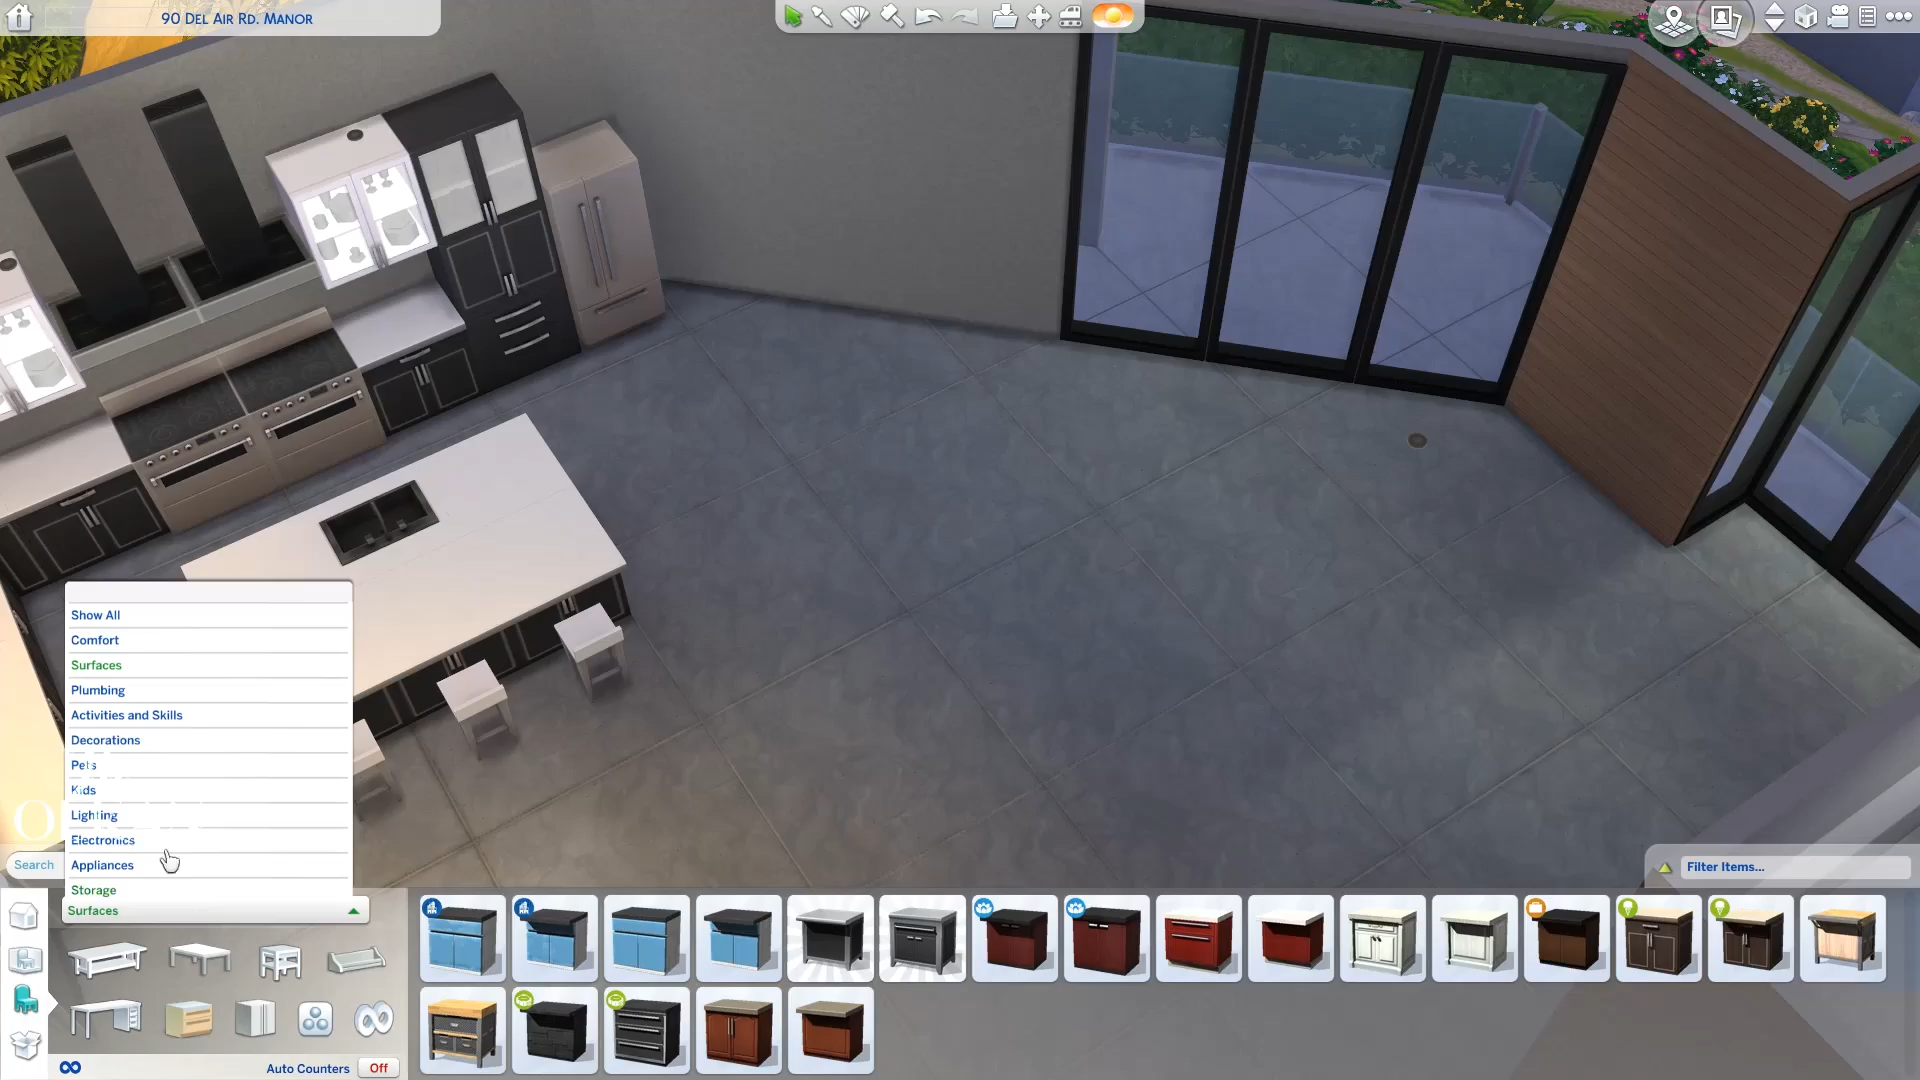 90 Del Air Rd. Manor
Show All
Comfort
Surfaces
Plumbing
Activities and Skills
Decorations
Pets
Kids
Lighting
Electronics
Appliances
Storage
Search
Surfaces
Filter Items...
Auto Counters Off